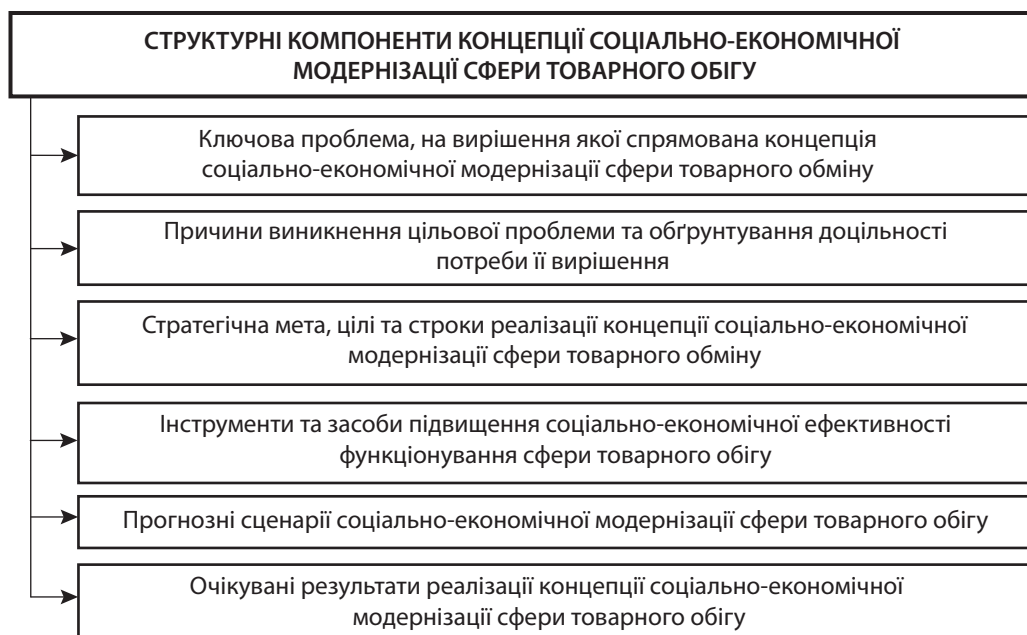 СТРУКТУРНІ КОМПОНЕНТИ КОНЦЕПЦІЇ СОЦІАЛЬНО-ЕКОНОМІЧНОЇ
МОДЕРНІЗАЦІЇ СФЕРИ ТОВАРНОГО ОБІГУ
Ключова проблема, на вирішення якої спрямована концепція
соціально-економічної модернізації сфери товарного обміну
Причини виникнення цільової проблеми та обґрунтування доцільності
потреби її вирішення
Стратегічна мета, цілі та строки реалізації концепції соціально-економічної
модернізації сфери товарного обміну
Інструменти та засоби підвищення соціально-економічної ефективності
функціонування сфери товарного обігу
Прогнозні сценарії соціально-економічної модернізації сфери товарного обігу
Очікувані результати реалізації концепції соціально-економічної
модернізації сфери товарного обігу